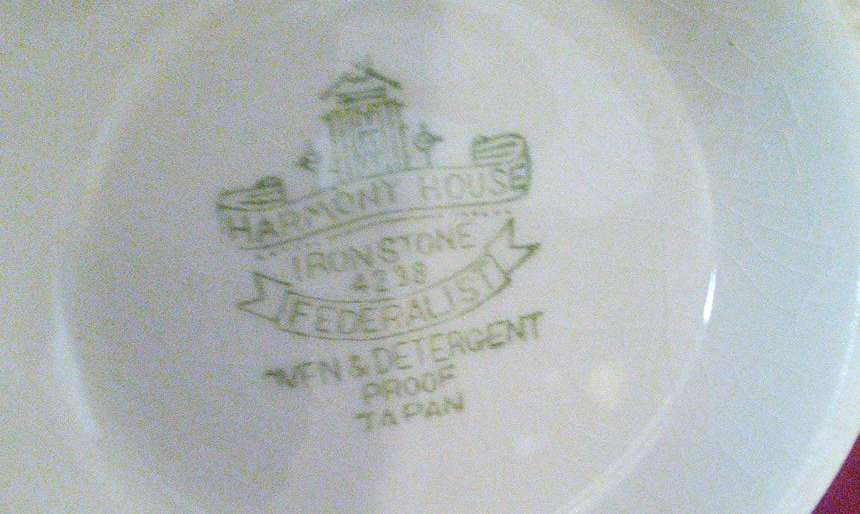 HARMONY HOUSE
IRONSTONE
4238
FEDERALIST
OVEN & DETERGENT
PROOF
JAPAN